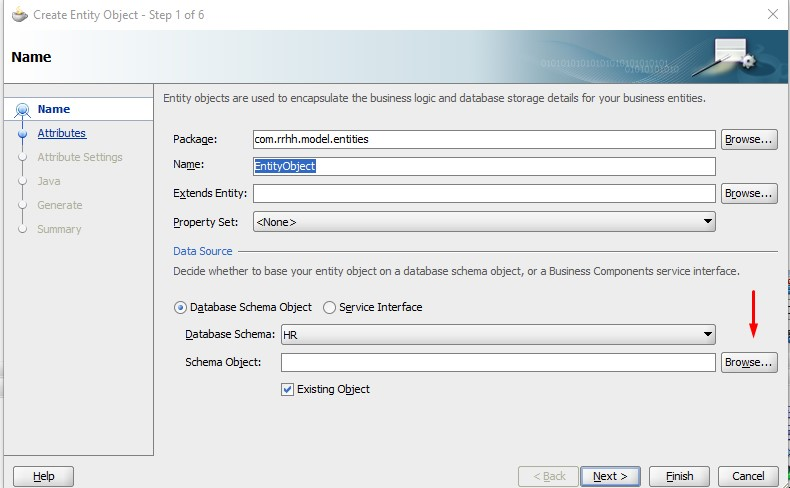 Create Entity Object - Step 1 of 6
Name
Name
Attributes
Attribute Settings
Java
Generate
Summary
Entity objects are used to encapsulate the business logic and database storage details for your business entities.
Package: com.rrhh.model.entities Browse...
Name: EntityObject
Extends Entity: Browse...
Property Set: <None>
Data Source
Decide whether to base your entity object on a database schema object, or a Business Components service interface.
Database Schema Object Service Interface
Database Schema: HR
Schema Object: Browse...
Existing Object
Help < Back Next > Finish Cancel